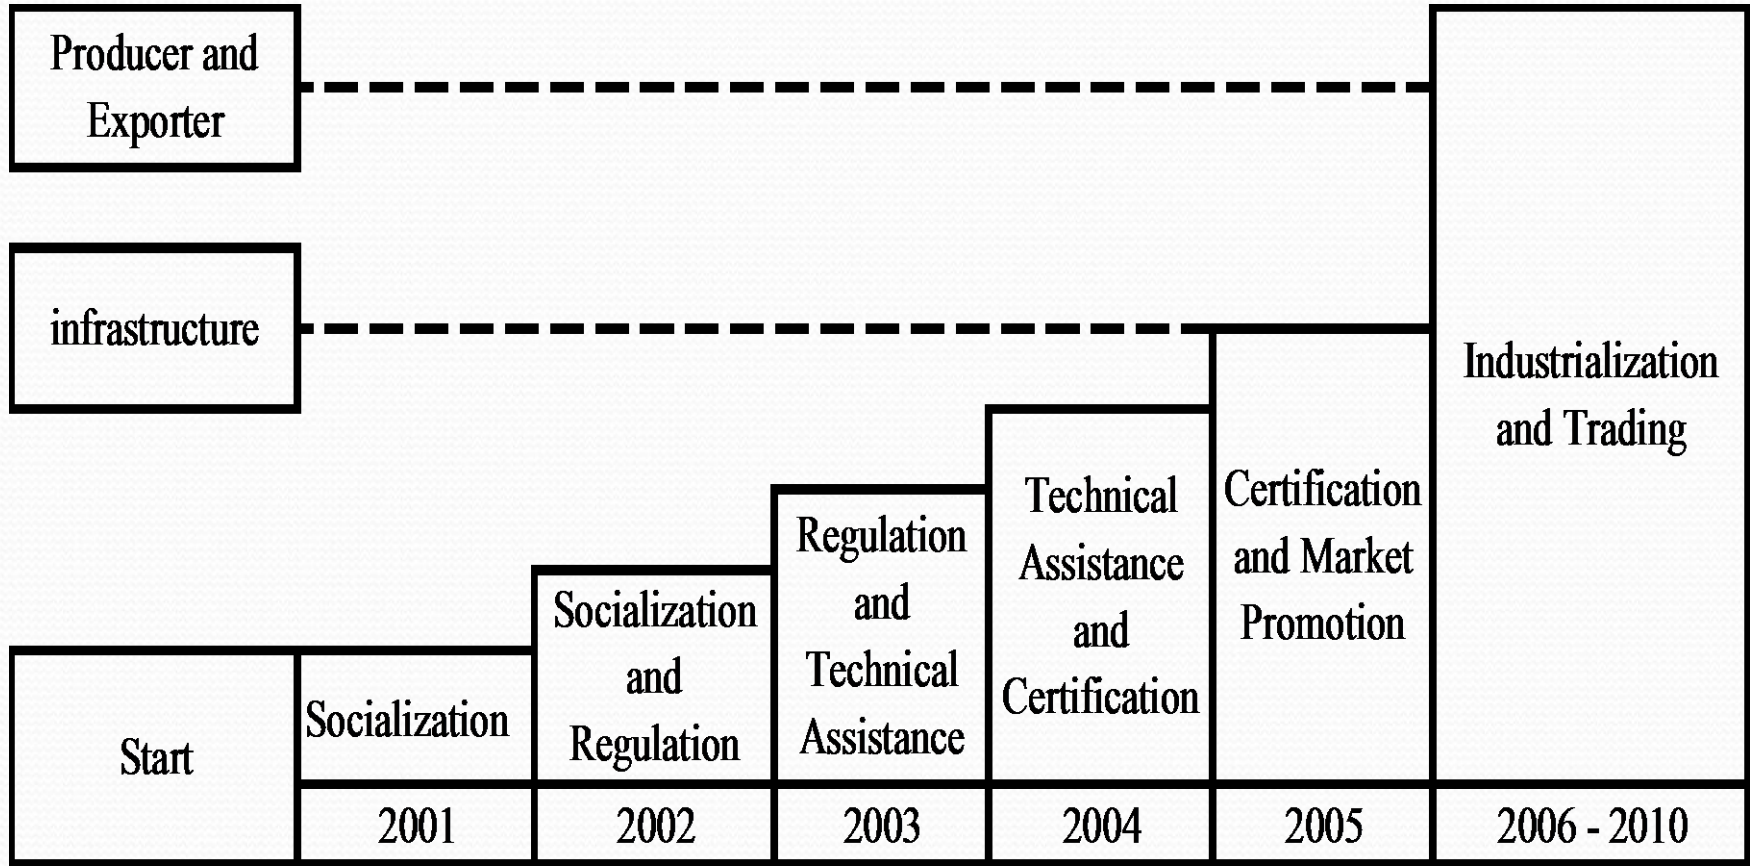 Producer and
Exporter
infrastructure
Start
Socialization
Socialization
and
Regulation
Regulation
and
Technical
Assistance
Technical
Assistance
and
Certification
Certification
and Market
Promotion
Industrialization
and Trading
2001
2002
2003
2004
2005
2006 - 2010